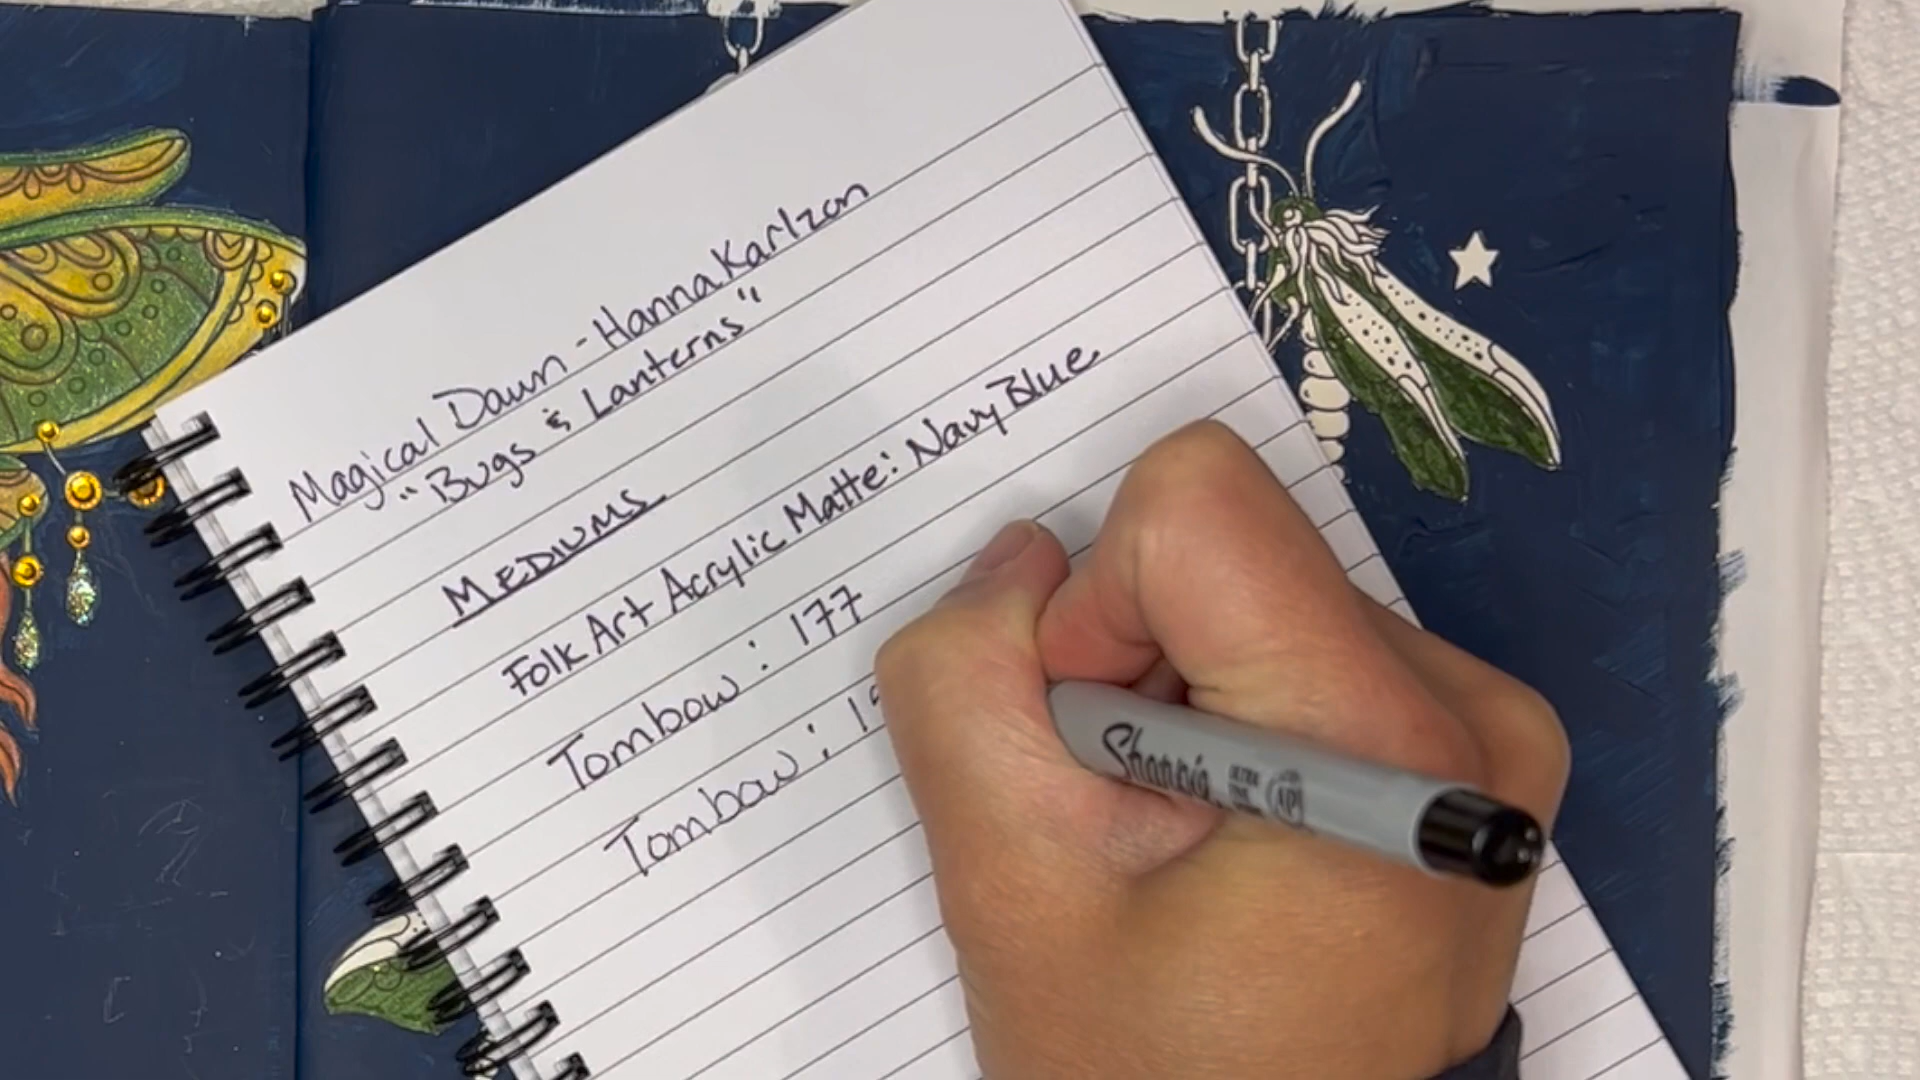 Magical Dawn - Hanna Karlzon
"Bugs & Lanterns"
MEDIUMS
Folk Art Acrylic Matte: Navy Blue
Tombow: 177
Tombow:
Sharpie